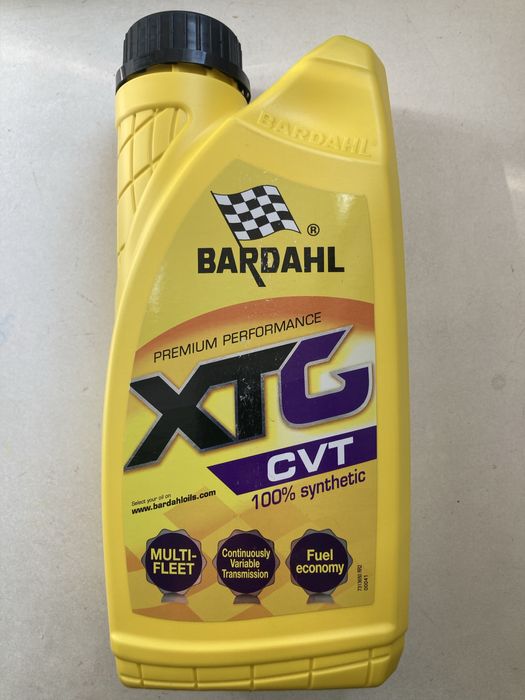 BARDAHL
®
BARDAHL
PREMIUM PERFORMANCE
XTG
CVT
100% synthetic
Select your oil on
www.bardahloils.com
MULTI-
FLEET
Continuously
Variable
Transmission
Fuel
economy
00041